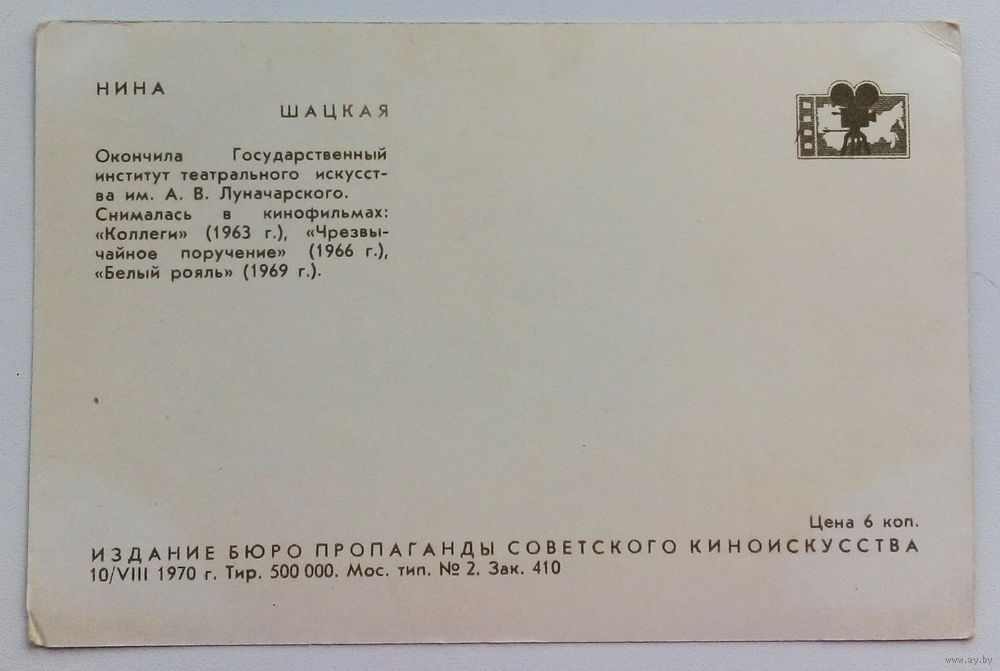 НИНА
ШАЦКАЯ
Окончила Государственный
институт театрального искусст-
ва им. А. В. Луначарского.
Снималась в кинофильмах:
«Коллеги» (1963 г.), «Чрезвы-
чайное поручение» (1966 г.),
«Белый рояль» (1969 г.).
Цена 6 коп.
ИЗДАНИЕ БЮРО ПРОПАГАНДЫ СОВЕТСКОГО КИНОИСКУССТВА
10/VIII 1970 г. Тир. 500 000. Мос. тип. № 2. Зак. 410
www.ay.by